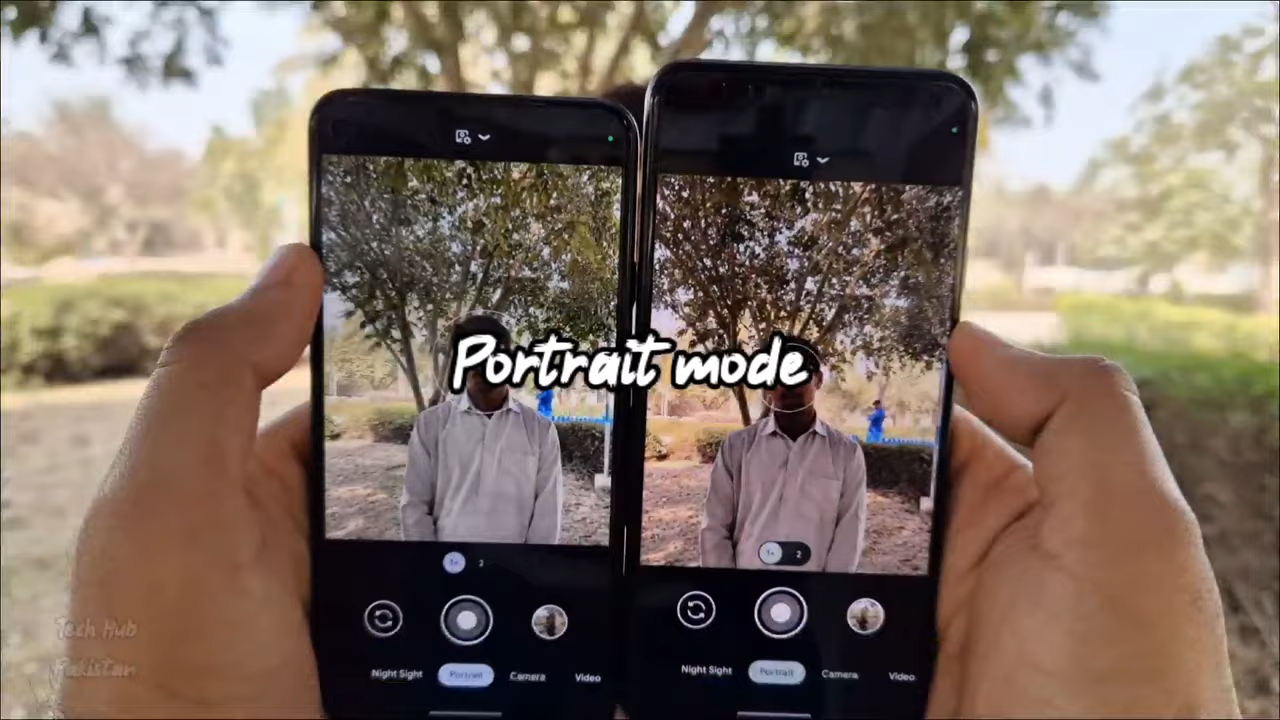 Portrait mode
1x 2
1x 2
Night Sight Portrait Camera Video
Night Sight Portrait Camera Video
Tech Hub
Pakistan